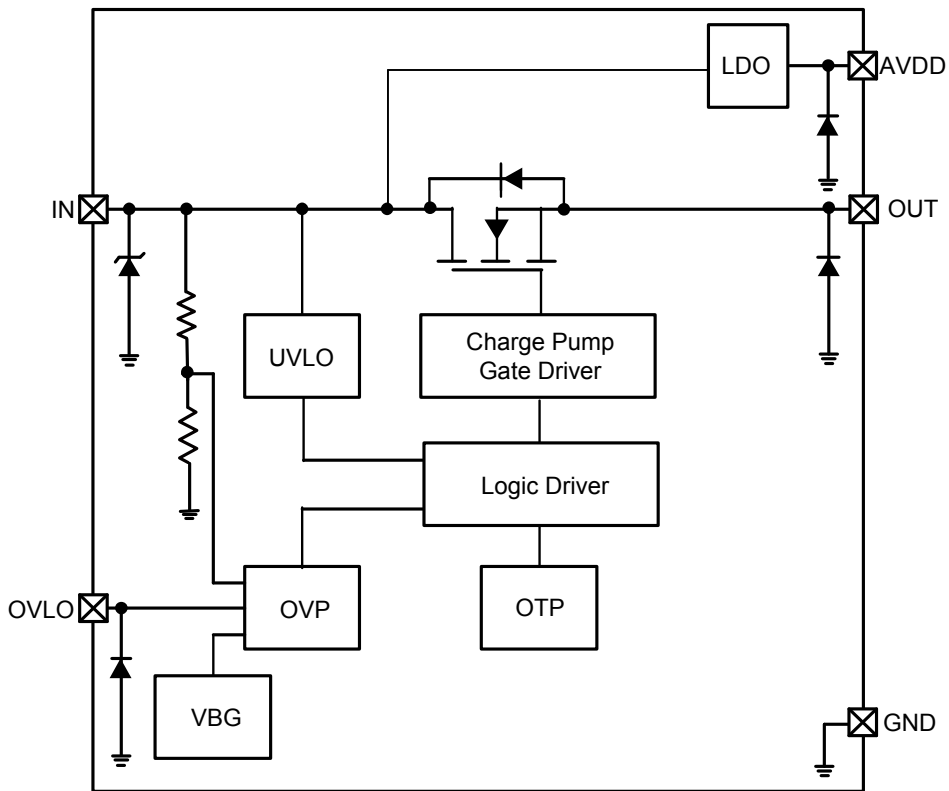 LDO
AVDD
IN
OUT
UVLO
Charge Pump
Gate Driver
Logic Driver
OVLO
OVP
OTP
VBG
GND